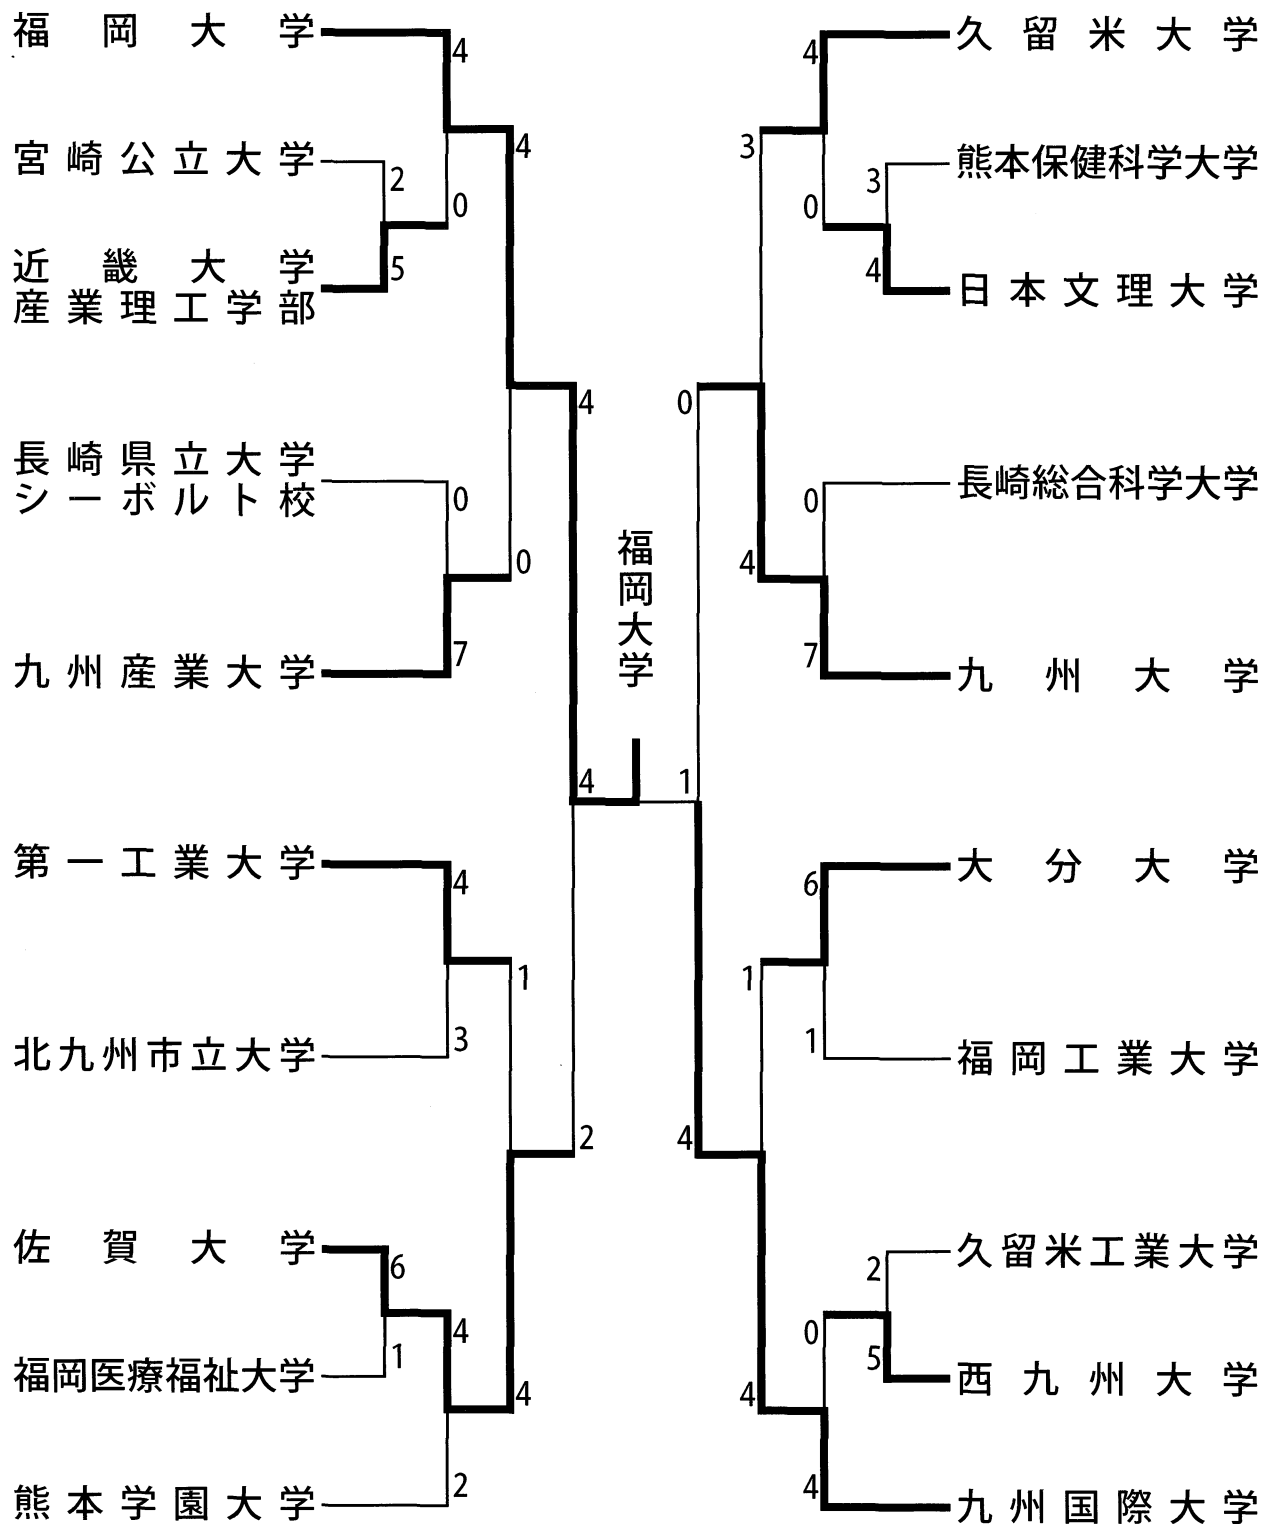 福岡大学
4
宮崎公立大学
2
4
0
近畿大学
産業理工学部
5
4
長崎県立大学
シーボルト校
0
0
九州産業大学
7
4
第一工業大学
4
1
北九州市立大学
3
2
佐賀大学
6
4
福岡医療福祉大学
1
4
熊本学園大学
2
福岡大学
久留米大学
4
3
熊本保健科学大学
3
0
日本文理大学
4
0
長崎総合科学大学
0
4
九州大学
7
1
大分大学
6
1
福岡工業大学
1
4
久留米工業大学
2
0
西九州大学
5
4
九州国際大学
4